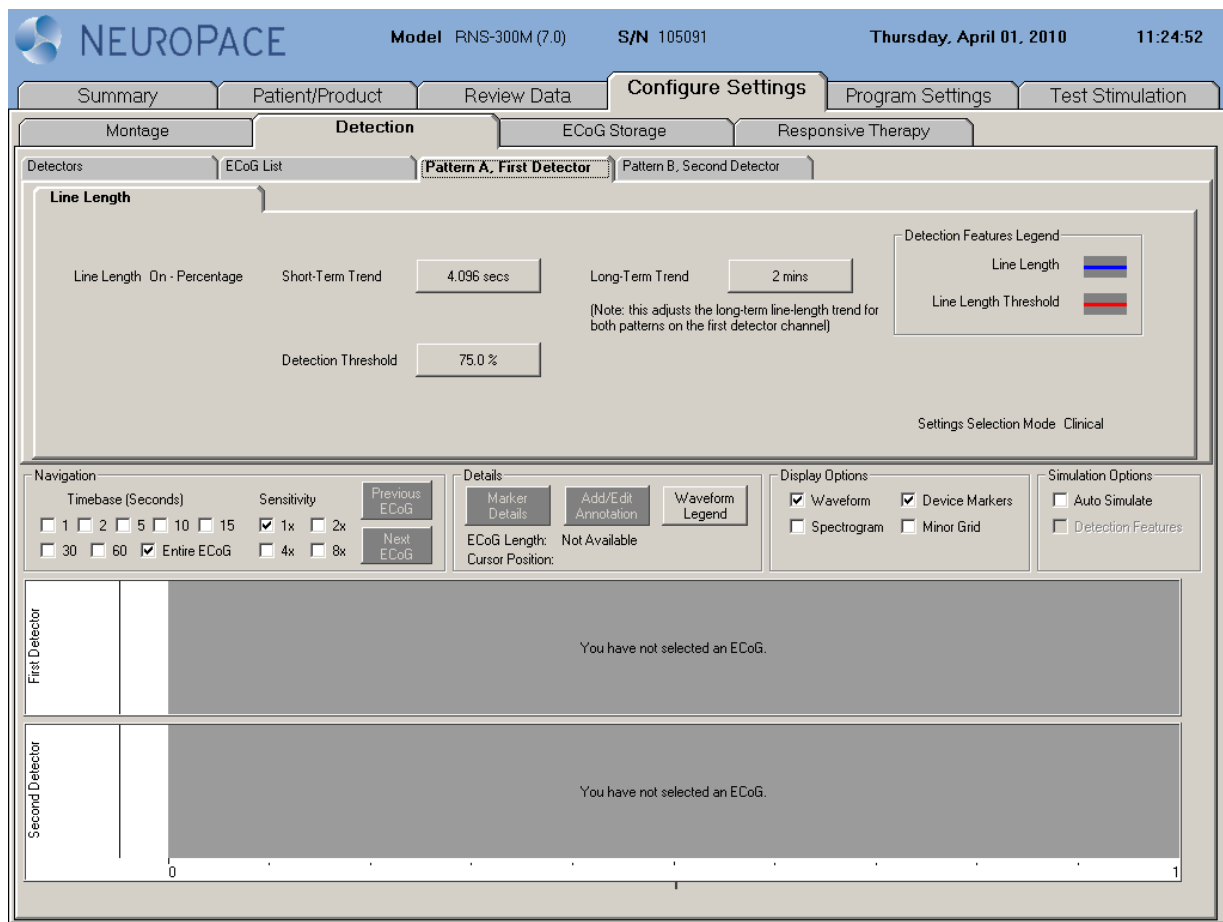 NEUROPACE
Model RNS-300M (7.0) S/N 105091 Thursday, April 01, 2010 11:24:52
Summary Patient/Product Review Data Configure Settings Program Settings Test Stimulation
Montage Detection ECoG Storage Responsive Therapy
Detectors ECoG List Pattern A, First Detector Pattern B, Second Detector
Line Length
Line Length On - Percentage Short-Term Trend 4.096 secs Long-Term Trend 2 mins
(Note: this adjusts the long-term line-length trend for
both patterns on the first detector channel)
Detection Threshold 75.0 %
Detection Features Legend
Line Length
Line Length Threshold
Settings Selection Mode Clinical
Navigation
Timebase (Seconds)
1 2 5 10 15
30 60 Entire ECoG
Sensitivity
1x 2x
4x 8x
Previous
ECoG
Next
ECoG
Details
Marker
Details
Add/Edit
Annotation
Waveform
Legend
ECoG Length: Not Available
Cursor Position:
Display Options
Waveform Device Markers
Spectrogram Minor Grid
Simulation Options
Auto Simulate
Detection Features
First Detector
You have not selected an ECoG.
Second Detector
You have not selected an ECoG.
0 1